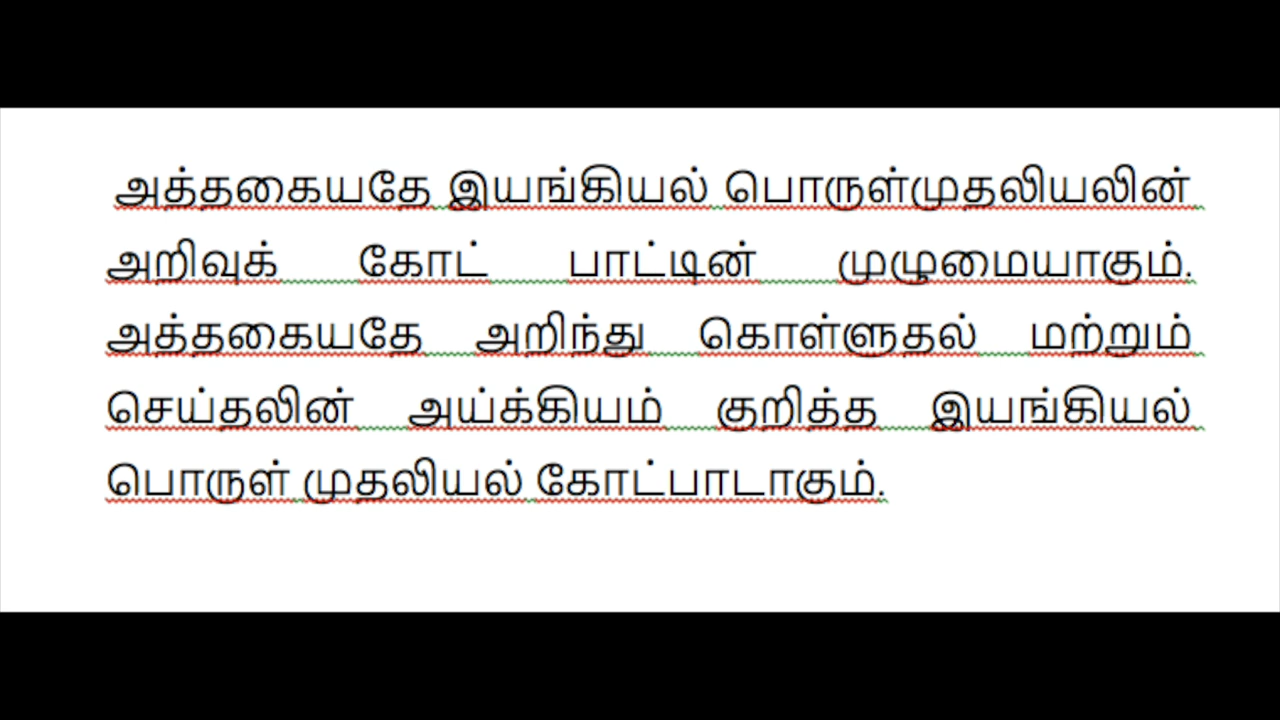 அத்தகையதே இயங்கியல் பொருள்முதலியலின்
அறிவுக் கோட் பாட்டின் முழுமையாகும்.
அத்தகையதே அறிந்து கொள்ளுதல் மற்றும்
செய்தலின் அய்க்கியம் குறித்த இயங்கியல்
பொருள் முதலியல் கோட்பாடாகும்.